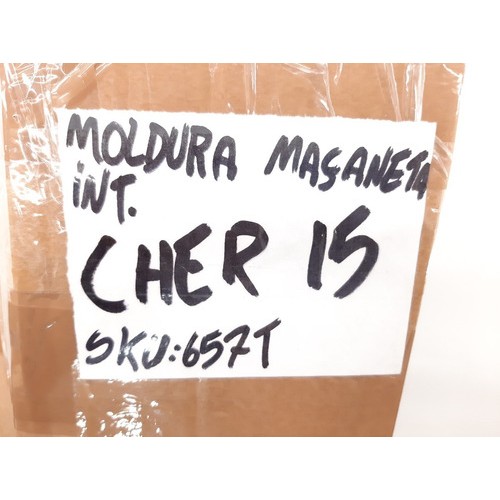 MOLDURA MAÇANETA
INT.
CHER 15
SKU:657T